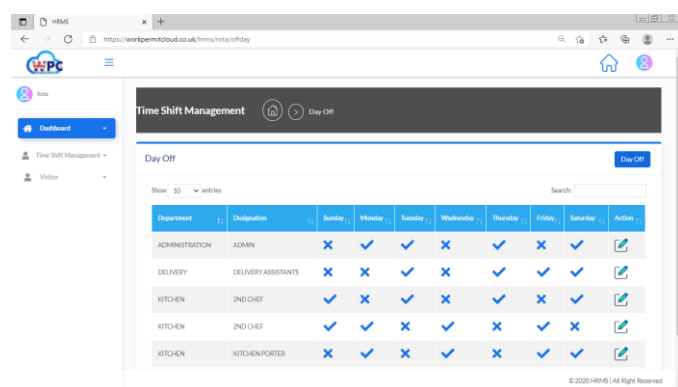 HRMS
https://workpermitcloud.co.uk/hrms/rota/offday
WPC
Rota
Dashboard
Time Shift Management
Visitor
Time Shift Management Day Off
Day Off Day Off
Show 10 entries Search:
Department Designation Sunday Monday Tuesday Wednesday Thursday Friday Saturday Action
ADMINISTRATION ADMIN
DELIVERY DELIVERY ASSISTANTS
KITCHEN 2ND CHEF
KITCHEN 2ND CHEF
KITCHEN KITCHEN PORTER
© 2020 HRMS | All Right Reserved